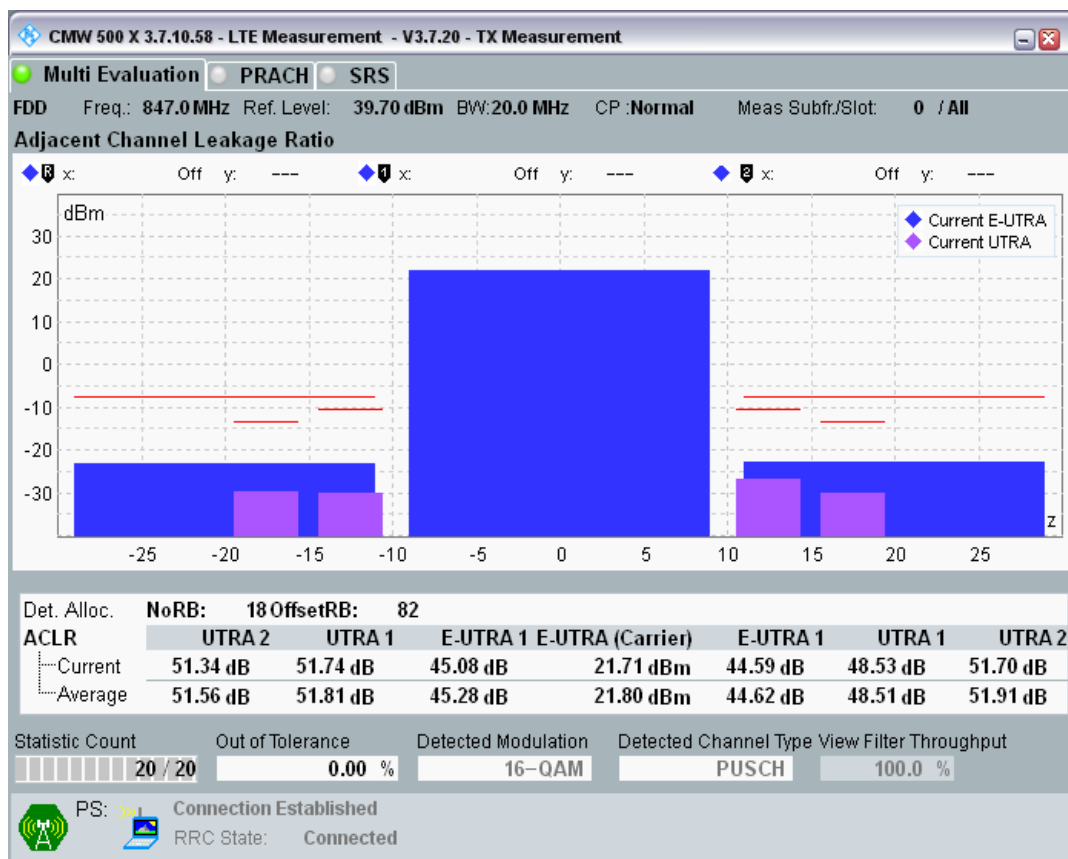 CMW 500 X 3.7.10.58 - LTE Measurement - V3.7.20 - TX Measurement
Multi Evaluation PRACH SRS
FDD Freq.: 847.0 MHz Ref. Level: 39.70 dBm BW:20.0 MHz CP :Normal Meas Subfr./Slot: 0 / All
Adjacent Channel Leakage Ratio
R x: Off y: --- 1 x: Off y: --- 2 x: Off y: ---
dBm
Current E-UTRA
Current UTRA
30
20
10
0
-10
-20
-30
z
-25 -20 -15 -10 -5 0 5 10 15 20 25
Det. Alloc. NoRB: 18 OffsetRB: 82
ACLR UTRA 2 UTRA 1 E-UTRA 1 E-UTRA (Carrier) E-UTRA 1 UTRA 1 UTRA 2
Current 51.34 dB 51.74 dB 45.08 dB 21.71 dBm 44.59 dB 48.53 dB 51.70 dB
Average 51.56 dB 51.81 dB 45.28 dB 21.80 dBm 44.62 dB 48.51 dB 51.91 dB
Statistic Count Out of Tolerance Detected Modulation Detected Channel Type View Filter Throughput
20 / 20 0.00 % 16-QAM PUSCH 100.0 %
PS: Connection Established
RRC State: Connected